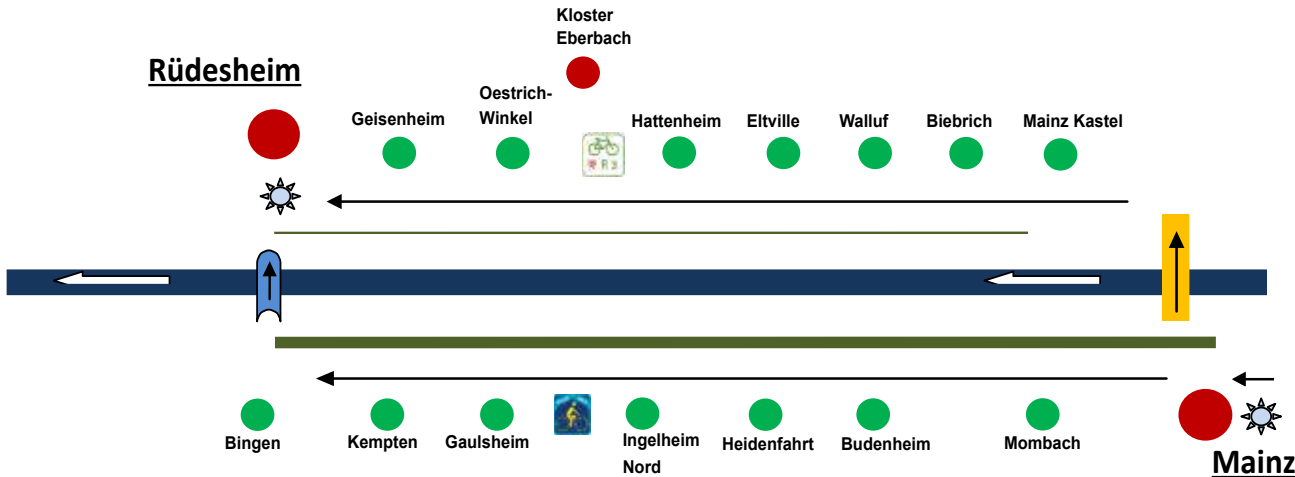 Kloster
Eberbach
Rüdesheim
Oestrich-
Winkel
Geisenheim
Hattenheim
Eltville
Walluf
Biebrich
Mainz Kastel
R3
Bingen
Kempten
Gaulsheim
Ingelheim
Nord
Heidenfahrt
Budenheim
Mombach
Mainz